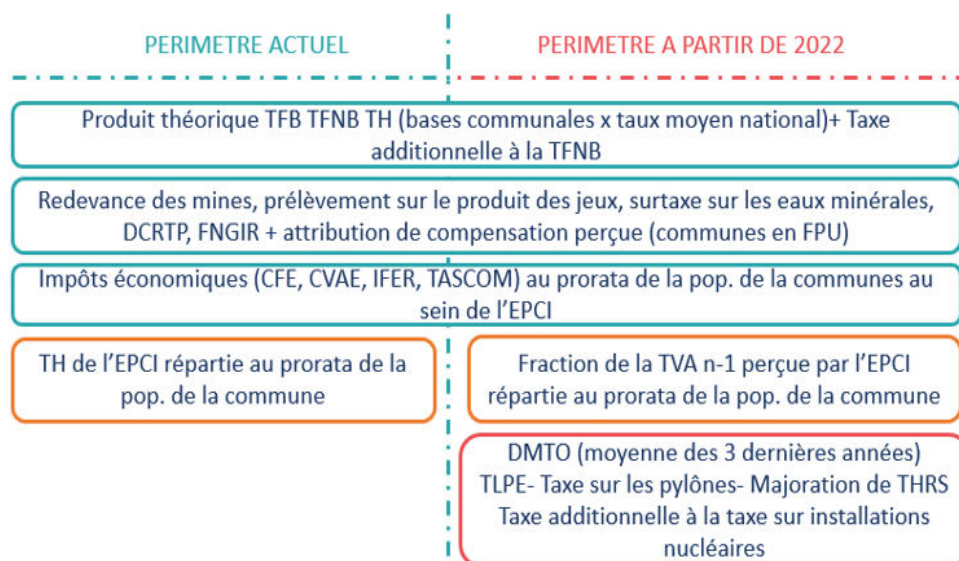 PERIMETRE ACTUEL
PERIMETRE A PARTIR DE 2022
Produit théorique TFB TFNB TH (bases communales x taux moyen national)+ Taxe
additionnelle à la TFNB
Redevance des mines, prélèvement sur le produit des jeux, surtaxe sur les eaux minérales,
DCRTP, FNGIR + attribution de compensation perçue (communes en FPU)
Impôts économiques (CFE, CVAE, IFER, TASCOM) au prorata de la pop. de la communes au
sein de l'EPCI
TH de l'EPCI répartie au prorata de la
pop. de la commune
Fraction de la TVA n-1 perçue par l'EPCI
répartie au prorata de la pop. de la commune
DMTO (moyenne des 3 dernières années)
TLPE- Taxe sur les pylônes- Majoration de THRS
Taxe additionnelle à la taxe sur installations
nucléaires